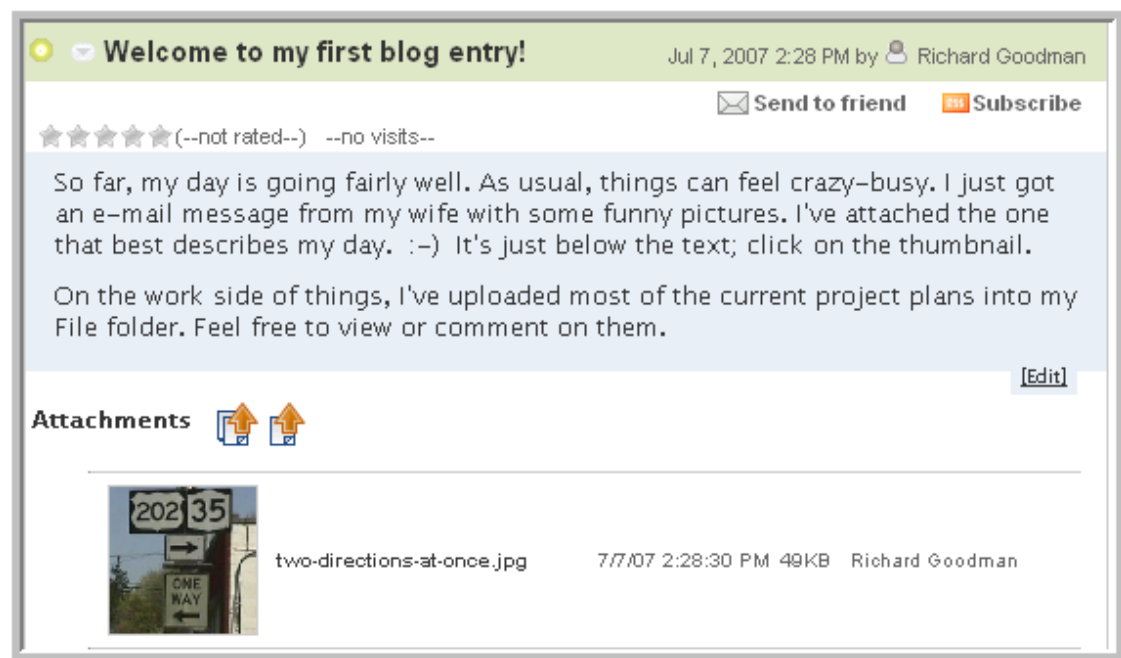 Welcome to my first blog entry!
Jul 7, 2007 2:28 PM by Richard Goodman
Send to friend
RSS Subscribe
(--not rated--) --no visits--
So far, my day is going fairly well. As usual, things can feel crazy-busy. I just got
an e-mail message from my wife with some funny pictures. I've attached the one
that best describes my day. :-) It's just below the text; click on the thumbnail.
On the work side of things, I've uploaded most of the current project plans into my
File folder. Feel free to view or comment on them.
[Edit]
Attachments
202 35
ONE
WAY
two-directions-at-once.jpg 7/7/07 2:28:30 PM 49KB Richard Goodman